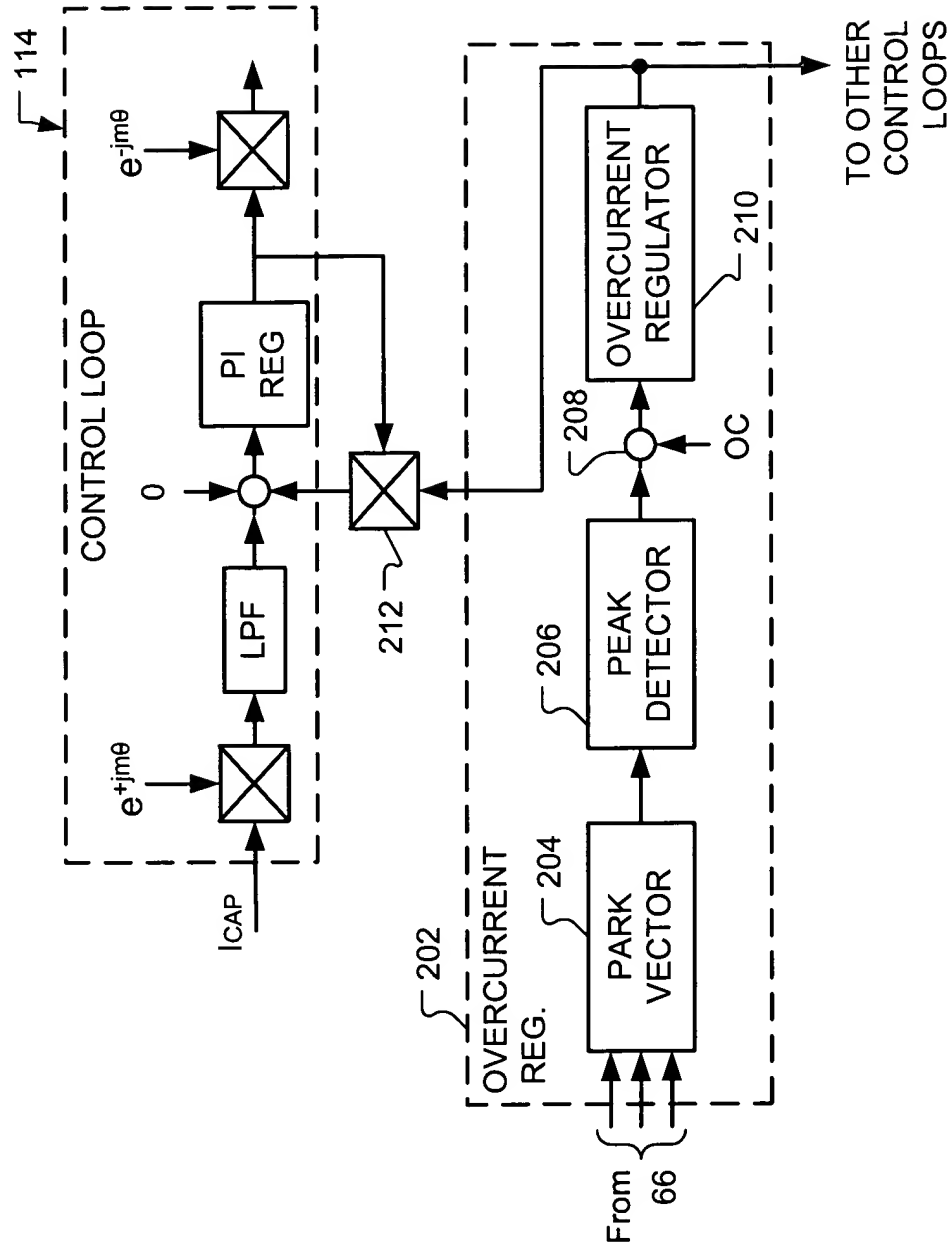 114
CONTROL LOOP
ICAP
e+jmθ
LPF
0
PI
REG
e-jmθ
212
202
OVERCURRENT
REG.
From
66
204
PARK
VECTOR
206
PEAK
DETECTOR
208
OC
OVERCURRENT
REGULATOR
210
TO OTHER
CONTROL
LOOPS